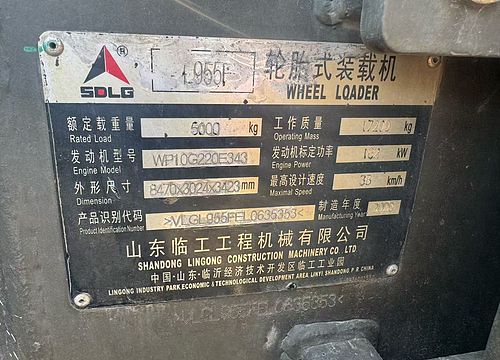 SDLG ®
L955F 轮胎式装载机
WHEEL LOADER
额定载重量 5000 kg 工作质量 kg
Rated Load Operating Mass
发动机型号 WP10G220E343 发动机标定功率 162 kW
Engine Model Engine Power
外形尺寸 8470x3024x3423 mm 最高设计速度 38 km/h
Dimension Maximal Speed
产品识别代码 >VLGL955FEL0635353< 制造年度
Product Identification Number Manufacturing Year
山东临工工程机械有限公司
SHANDONG LINGONG CONSTRUCTION MACHINERY CO. LTD
中国·山东·临沂经济技术开发区临工工业园
LINGONG INDUSTRY PARK.ECONOMIC & TECHNOLOGICAL DEVELOPMENT AREA LINYI SHANDONG P R CHINA